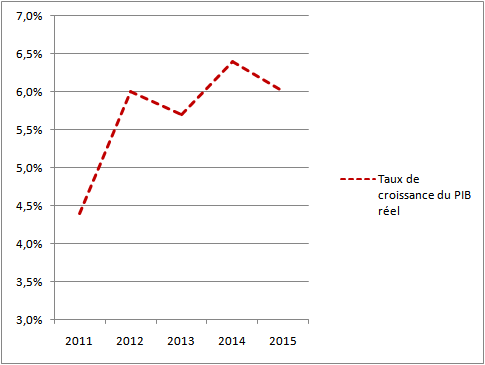 7,0%
6,5%
6,0%
5,5%
5,0%
4,5%
4,0%
3,5%
3,0%
2011 2012 2013 2014 2015
Taux de
croissance du PIB
réel